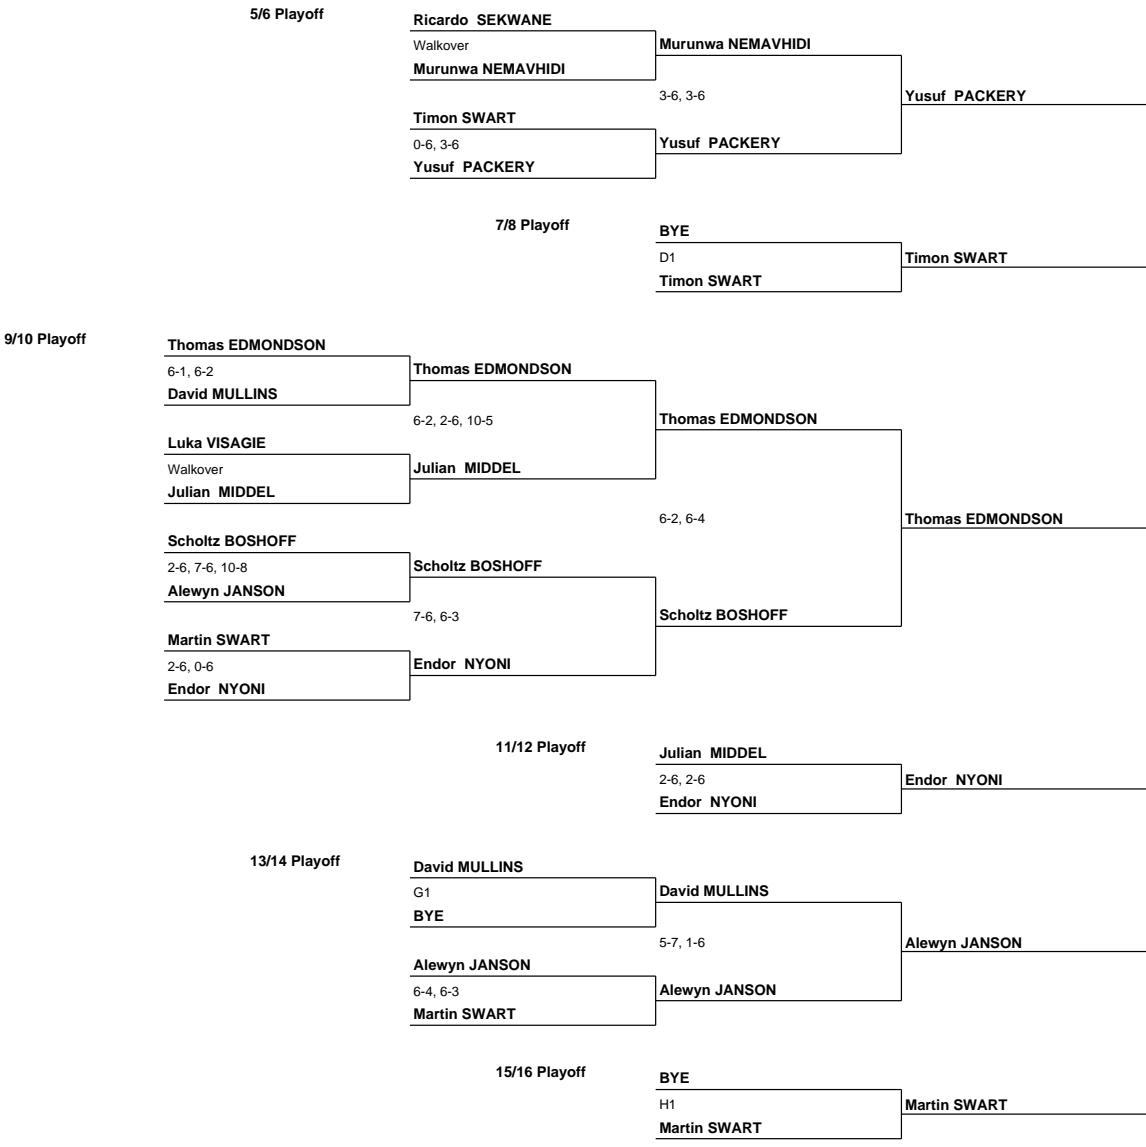 5/6 Playoff
Ricardo SEKWANE
Walkover
Murunwa NEMAVHIDI
Murunwa NEMAVHIDI
3-6, 3-6
Yusuf PACKERY
Timon SWART
0-6, 3-6
Yusuf PACKERY
Yusuf PACKERY
7/8 Playoff
BYE
D1
Timon SWART
Timon SWART
9/10 Playoff
Thomas EDMONDSON
6-1, 6-2
Thomas EDMONDSON
David MULLINS
6-2, 2-6, 10-5
Thomas EDMONDSON
Luka VISAGIE
Walkover
Julian MIDDEL
Julian MIDDEL
6-2, 6-4
Thomas EDMONDSON
Scholtz BOSHOFF
2-6, 7-6, 10-8
Scholtz BOSHOFF
Alewyn JANSON
7-6, 6-3
Scholtz BOSHOFF
Martin SWART
2-6, 0-6
Endor NYONI
Endor NYONI
11/12 Playoff
Julian MIDDEL
2-6, 2-6
Endor NYONI
Endor NYONI
13/14 Playoff
David MULLINS
G1
David MULLINS
BYE
5-7, 1-6
Alewyn JANSON
Alewyn JANSON
6-4, 6-3
Alewyn JANSON
Martin SWART
15/16 Playoff
BYE
H1
Martin SWART
Martin SWART